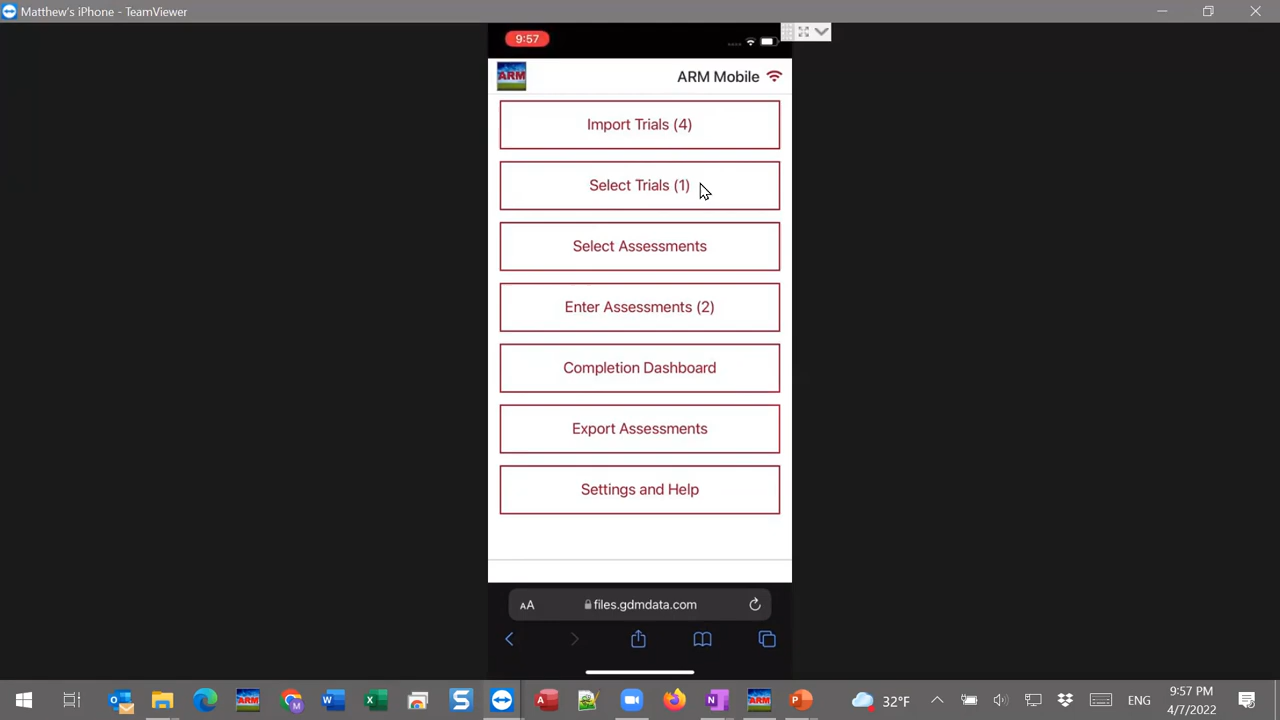 Matthew's iPhone - TeamViewer
9:57
ARM
ARM Mobile
Import Trials (4)
Select Trials (1)
Select Assessments
Enter Assessments (2)
Completion Dashboard
Export Assessments
Settings and Help
AA
files.gdmdata.com
ARM
ARM
32°F
ENG
9:57 PM
4/7/2022